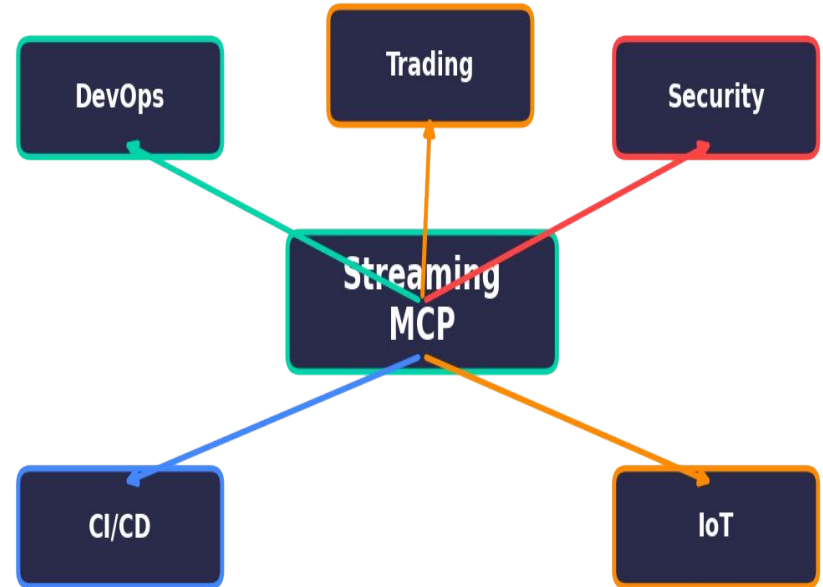 DevOps
Trading
Security
Streaming
MCP
CI/CD
IoT